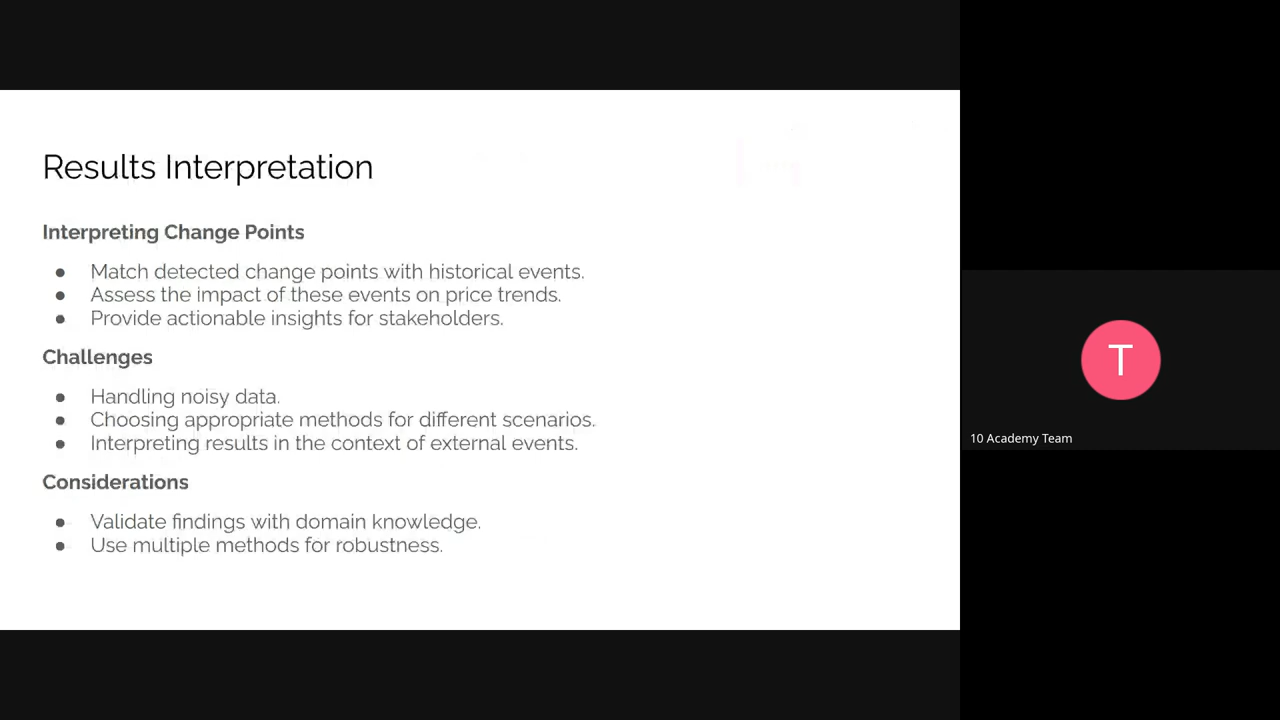 Results Interpretation
Interpreting Change Points
● Match detected change points with historical events.
● Assess the impact of these events on price trends.
● Provide actionable insights for stakeholders.
Challenges
● Handling noisy data.
● Choosing appropriate methods for different scenarios.
● Interpreting results in the context of external events.
Considerations
● Validate findings with domain knowledge.
● Use multiple methods for robustness.
T
10 Academy Team